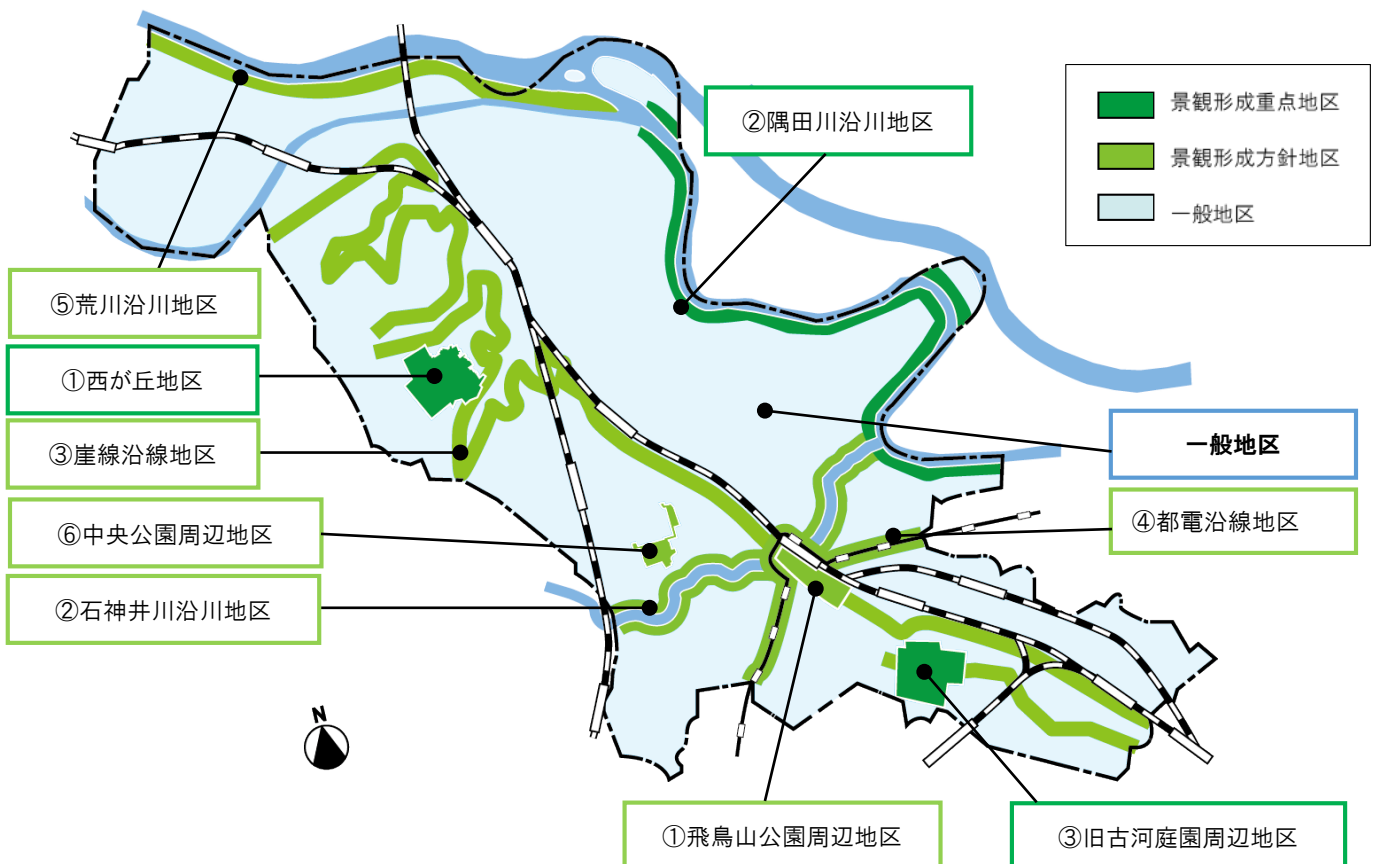 ②隅田川沿川地区
景観形成重点地区
景観形成方針地区
一般地区
⑤荒川沿川地区
①西が丘地区
③崖線沿線地区
一般地区
⑥中央公園周辺地区
④都電沿線地区
②石神井川沿川地区
N
①飛鳥山公園周辺地区
③旧古河庭園周辺地区